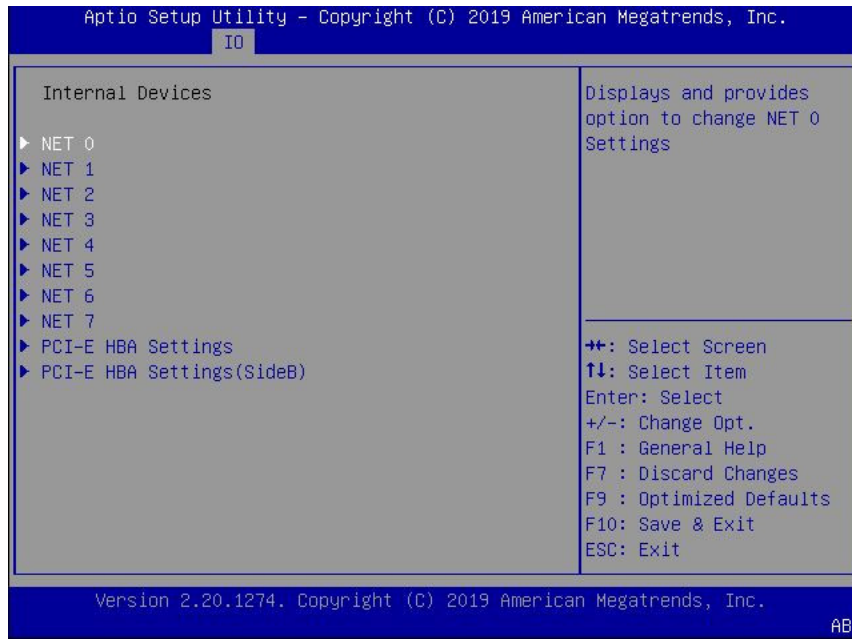 Aptio Setup Utility – Copyright (C) 2019 American Megatrends, Inc.
IO
Internal Devices
NET 0
NET 1
NET 2
NET 3
NET 4
NET 5
NET 6
NET 7
PCI-E HBA Settings
PCI-E HBA Settings(SideB)
Displays and provides
option to change NET 0
Settings
→←: Select Screen
↑↓: Select Item
Enter: Select
+/-: Change Opt.
F1 : General Help
F7 : Discard Changes
F9 : Optimized Defaults
F10: Save & Exit
ESC: Exit
Version 2.20.1274. Copyright (C) 2019 American Megatrends, Inc.
AB